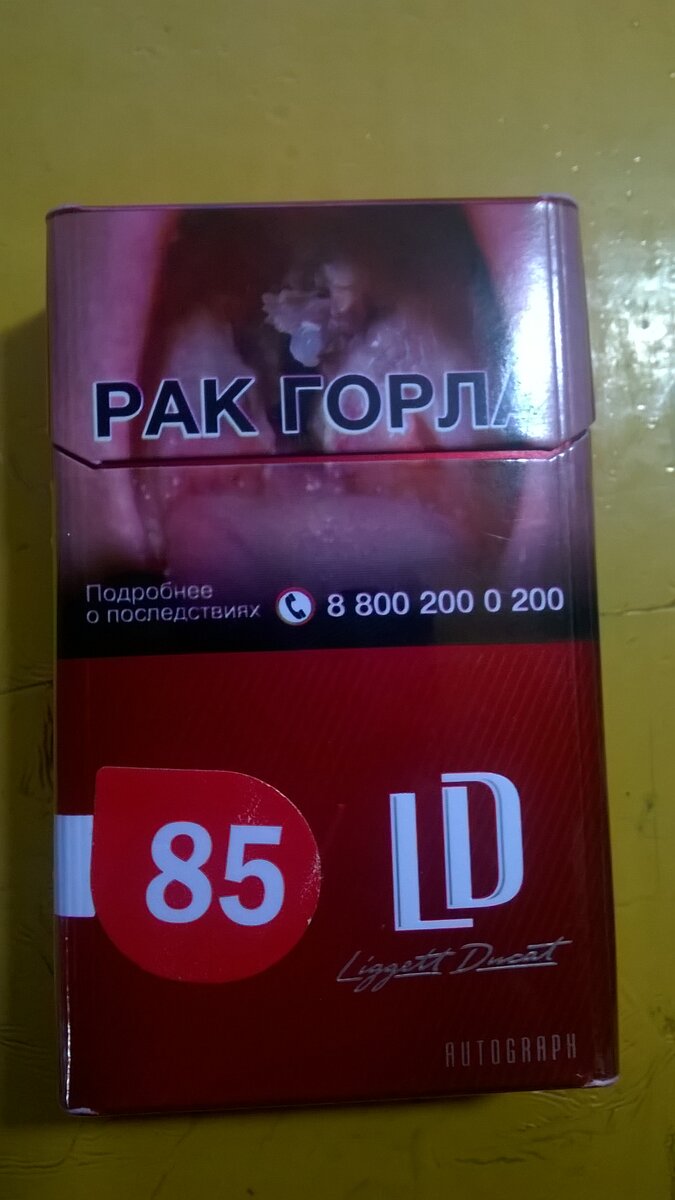 РАК ГОРЛА
Подробнее
о последствиях
8 800 200 0 200
85
LD
Liggett Ducat
AUTOGRAPH